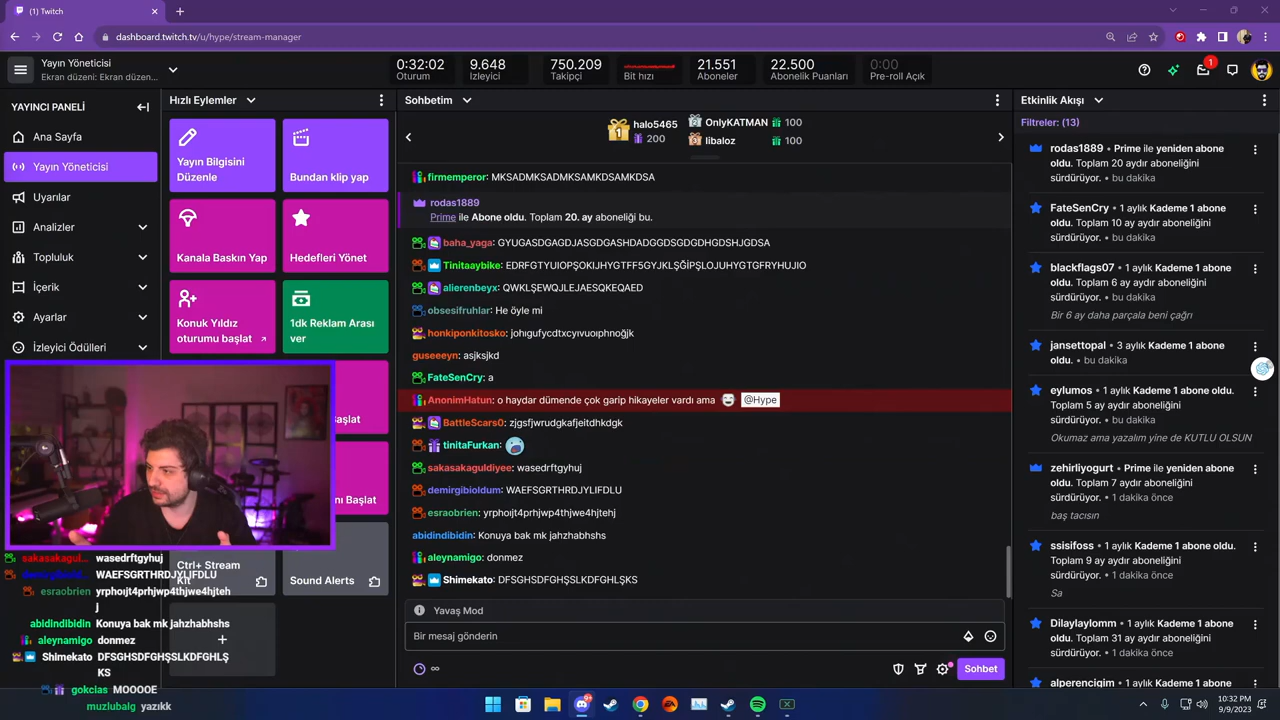 (1) Twitch
dashboard.twitch.tv/u/hype/stream-manager
Yayın Yöneticisi
Ekran düzeni: Ekran düzen...
0:32:02
Oturum
9.648
İzleyici
750.209
Takipçi
Bit hızı
21.551
Aboneler
22.500
Abonelik Puanları
0:00
Pre-roll Açık
1
YAYINCI PANELİ
Ana Sayfa
Yayın Yöneticisi
Uyarılar
Analizler
Topluluk
İçerik
Ayarlar
İzleyici Ödülleri
Hızlı Eylemler
Yayın Bilgisini
Düzenle
Bundan klip yap
Kanala Baskın Yap
Hedefleri Yönet
Konuk Yıldız
oturumu başlat
1dk Reklam Arası
ver
Ctrl+ Stream
Kit
Sound Alerts
Sohbetim
1
halo5465
200
2
OnlyKATMAN
100
3
libaloz
100
firmemperor: MKSADMKSADMKSAMKDSAMKDSA
rodas1889
Prime ile Abone oldu. Toplam 20. ay aboneliği bu.
baha_yaga: GYUGASDGAGDJASGDGASHDADGGDSGDGDHGDSHJGDSA
Tinitaaybike: EDRFGTYUIOPŞOKIJHYGTFF5GYJKLŞĞİPŞLOJUHYGTGFRYHUJIO
alierenbeyx: QWKLŞEWQJLEJAESQKEQAED
obsesifruhlar: He öyle mi
honkiponkitosko: johıgufycdtxcyıvuoıphnoğjk
guseeeyn: asjksjkd
FateSenCry: a
AnonimHatun: o haydar dümende çok garip hikayeler vardı ama @Hype
BattleScars0: zjgsfjwrudgkafjeitdhkdgk
tinitaFurkan:
sakasakaguldiyee: wasedrftgyhuj
demirgibioldum: WAEFSGRTHRDJYLIFDLU
esraobrien: yrphoıjt4prhjwp4thjwe4hjtehj
abidindibidin: Konuya bak mk jahzhabhshs
aleynamigo: donmez
Shimekato: DFSGHSDFGHŞSLKDFGHLŞKS
Yavaş Mod
Bir mesaj gönderin
Sohbet
Etkinlik Akışı
Filtreler: (13)
rodas1889 • Prime ile yeniden abone
oldu. Toplam 20 aydır aboneliğini
sürdürüyor. • bu dakika
FateSenCry • 1 aylık Kademe 1 abone
oldu. Toplam 10 aydır aboneliğini
sürdürüyor. • bu dakika
blackflags07 • 1 aylık Kademe 1 abone
oldu. Toplam 6 aydır aboneliğini
sürdürüyor. • bu dakika
Bir 6 ay daha parçala beni çağrı
jansettopal • 3 aylık Kademe 1 abone
oldu. • bu dakika
eylumos • 1 aylık Kademe 1 abone oldu.
Toplam 5 ay aydır aboneliğini
sürdürüyor. • bu dakika
Okumaz ama yazalım yine de KUTLU OLSUN
zehirliyogurt • Prime ile yeniden abone
oldu. Toplam 7 aydır aboneliğini
sürdürüyor. • 1 dakika önce
baş tacısın
ssisifoss • 1 aylık Kademe 1 abone oldu.
Toplam 9 aydır aboneliğini
sürdürüyor. • 1 dakika önce
Sa
Dilaylaylomm • 1 aylık Kademe 1 abone
oldu. Toplam 31 aydır aboneliğini
sürdürüyor. • 1 dakika önce
alperencigim • 1 aylık Kademe 1 abone
sakasakagul... wasedrftgyhuj
WAEFSGRTHRDJYLIFDLU
esraobrien yrphoıjt4prhjwp4thjwe4hjteh
j
abidindibidin Konuya bak mk jahzhabhshs
aleynamigo donmez
Shimekato DFSGHSDFGHŞSLKDFGHLŞ
KS
gokclas MOOOOE
muzlubalg yazıkk
10:32 PM
9/9/2023